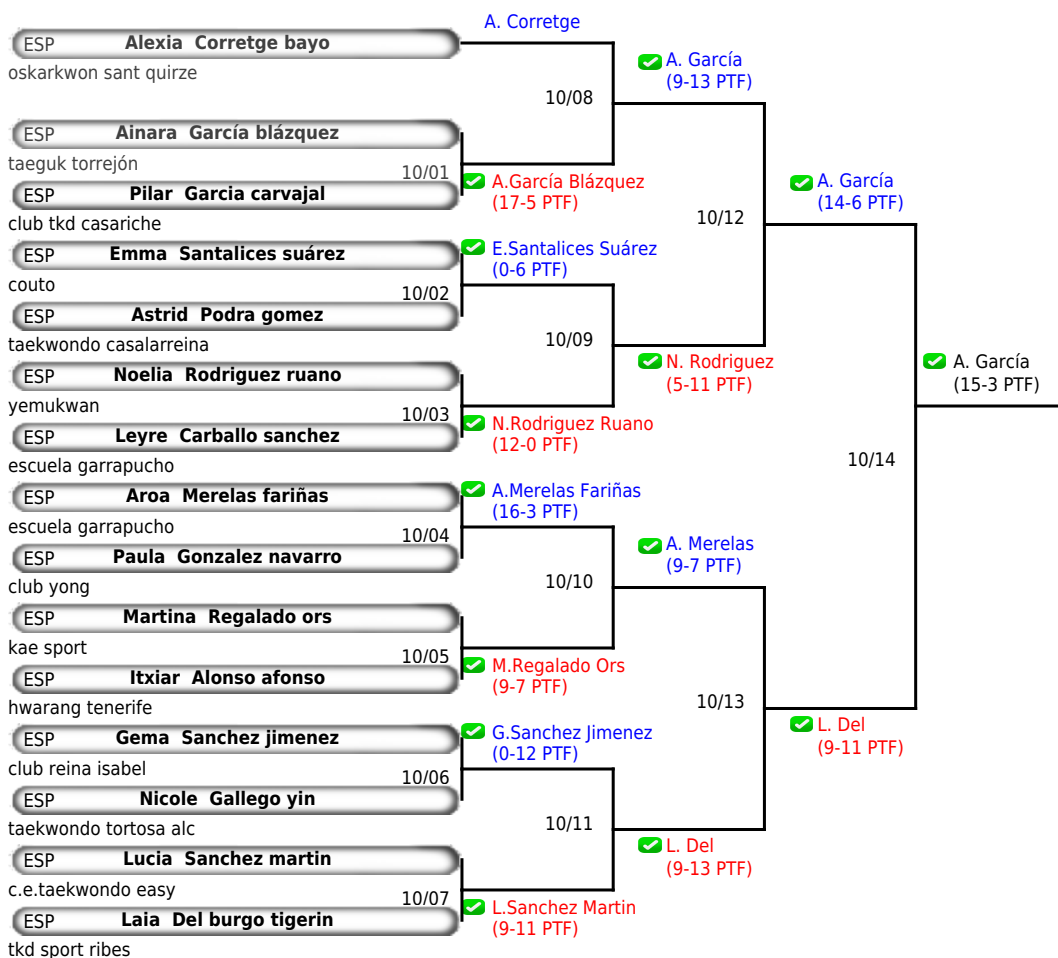 A. Corretge
ESP Alexia Corretge bayo
oskarkwon sant quirze
A. García
(9-13 PTF)
10/08
ESP Ainara García blázquez
taeguk torrejón
10/01
A.García Blázquez
(17-5 PTF)
ESP Pilar Garcia carvajal
club tkd casariche
A. García
(14-6 PTF)
10/12
ESP Emma Santalices suárez
E.Santalices Suárez
(0-6 PTF)
couto
10/02
ESP Astrid Podra gomez
taekwondo casalarreina
10/09
N. Rodriguez
(5-11 PTF)
A. García
(15-3 PTF)
ESP Noelia Rodriguez ruano
yemukwan
10/03
N.Rodriguez Ruano
(12-0 PTF)
ESP Leyre Carballo sanchez
escuela garrapucho
10/14
ESP Aroa Merelas fariñas
A.Merelas Fariñas
(16-3 PTF)
escuela garrapucho
10/04
ESP Paula Gonzalez navarro
club yong
A. Merelas
(9-7 PTF)
10/10
ESP Martina Regalado ors
kae sport
10/05
M.Regalado Ors
(9-7 PTF)
ESP Itxiar Alonso afonso
hwarang tenerife
10/13
L. Del
(9-11 PTF)
ESP Gema Sanchez jimenez
G.Sanchez Jimenez
(0-12 PTF)
club reina isabel
10/06
ESP Nicole Gallego yin
taekwondo tortosa alc
10/11
L. Del
(9-13 PTF)
ESP Lucia Sanchez martin
c.e.taekwondo easy
10/07
L.Sanchez Martin
(9-11 PTF)
ESP Laia Del burgo tigerin
tkd sport ribes